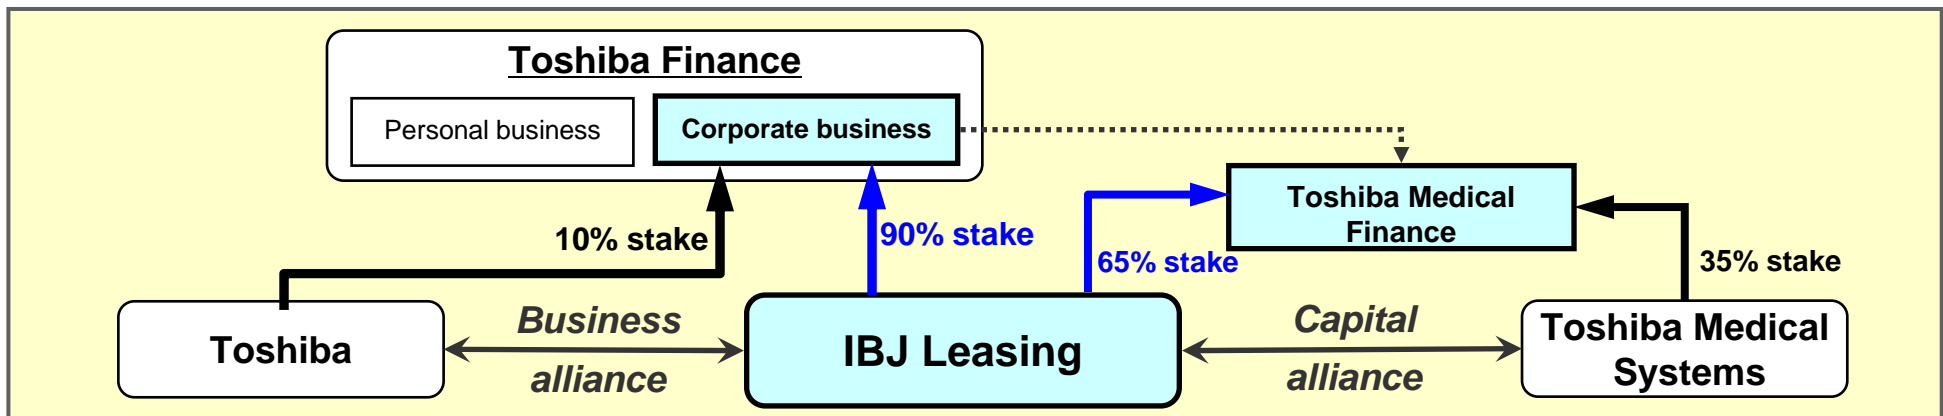 Toshiba Finance
Personal business
Corporate business
Toshiba Medical
Finance
10% stake
90% stake
65% stake
35% stake
Toshiba
Business
alliance
IBJ Leasing
Capital
alliance
Toshiba Medical
Systems